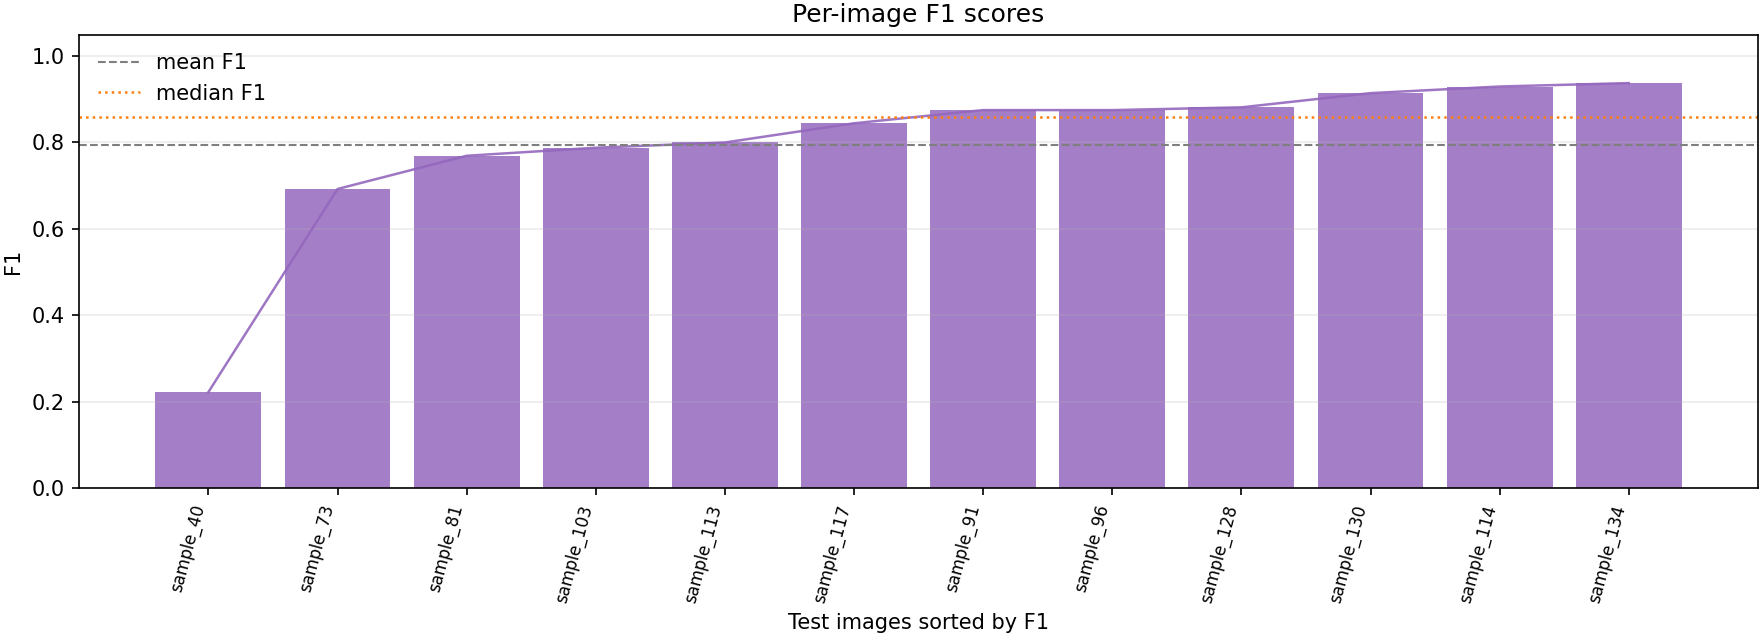 Per-image F1 scores
1.0
0.8
0.6
0.4
0.2
0.0
F1
mean F1
median F1
sample_40
sample_73
sample_81
sample_103
sample_113
sample_117
sample_91
sample_96
sample_128
sample_130
sample_114
sample_134
Test images sorted by F1